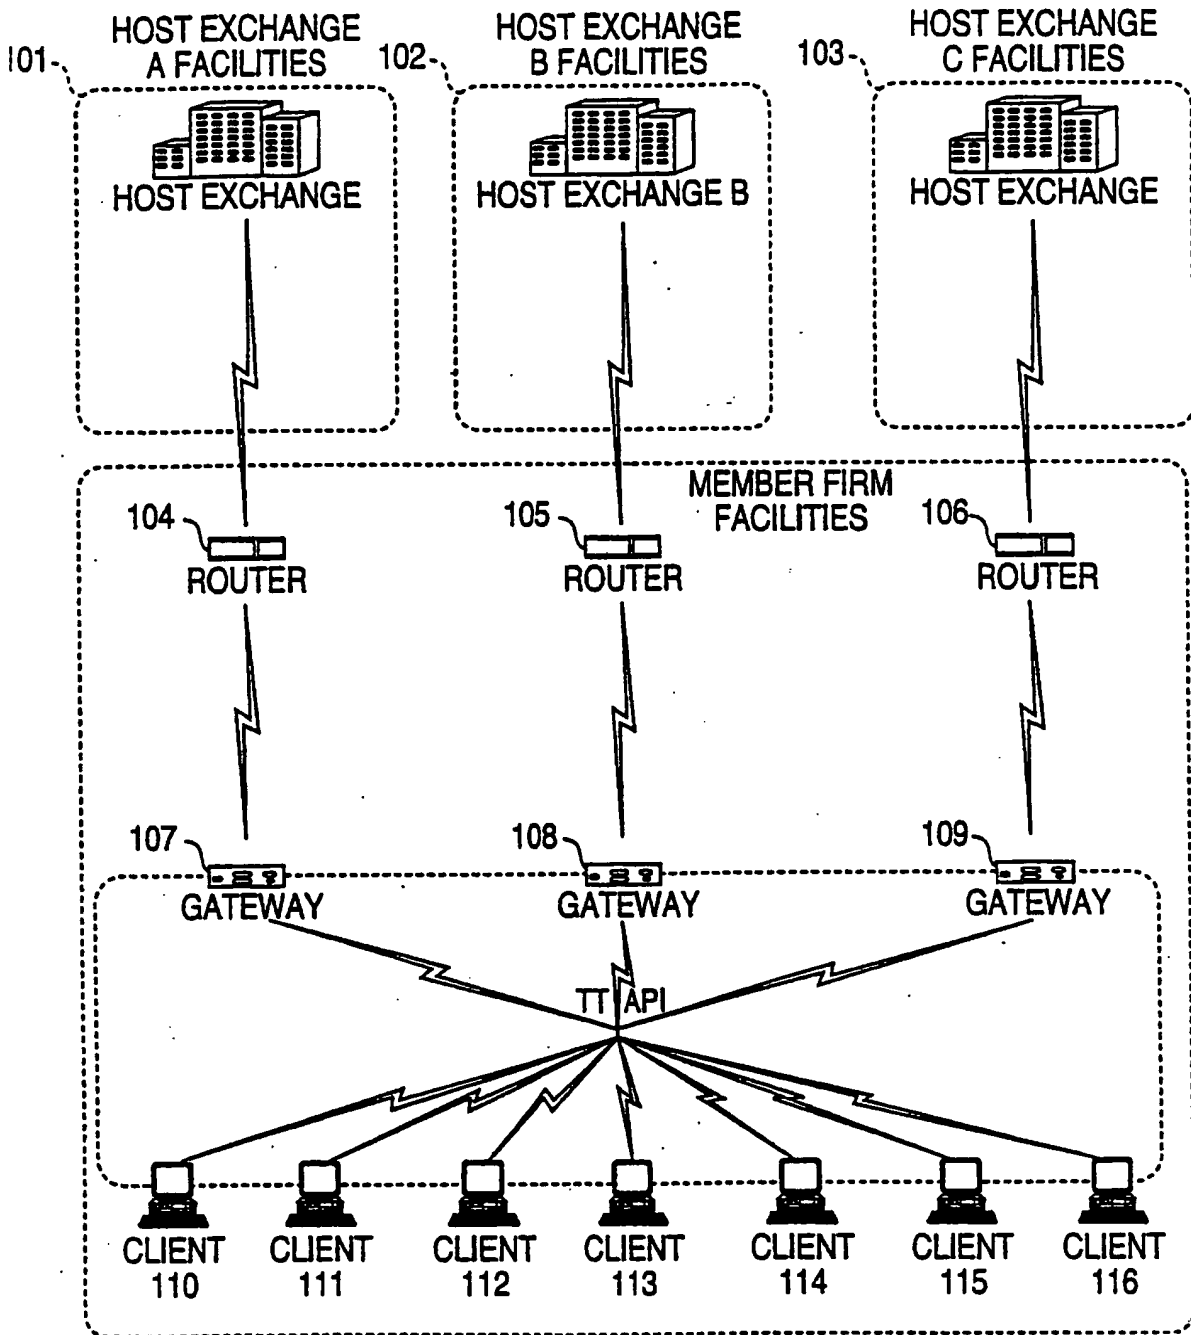 HOST EXCHANGE
A FACILITIES
HOST EXCHANGE
B FACILITIES
HOST EXCHANGE
C FACILITIES
101
102
103
HOST EXCHANGE
HOST EXCHANGE B
HOST EXCHANGE
MEMBER FIRM
FACILITIES
104
105
106
ROUTER
ROUTER
ROUTER
107
108
109
GATEWAY
GATEWAY
GATEWAY
TT API
CLIENT
110
CLIENT
111
CLIENT
112
CLIENT
113
CLIENT
114
CLIENT
115
CLIENT
116